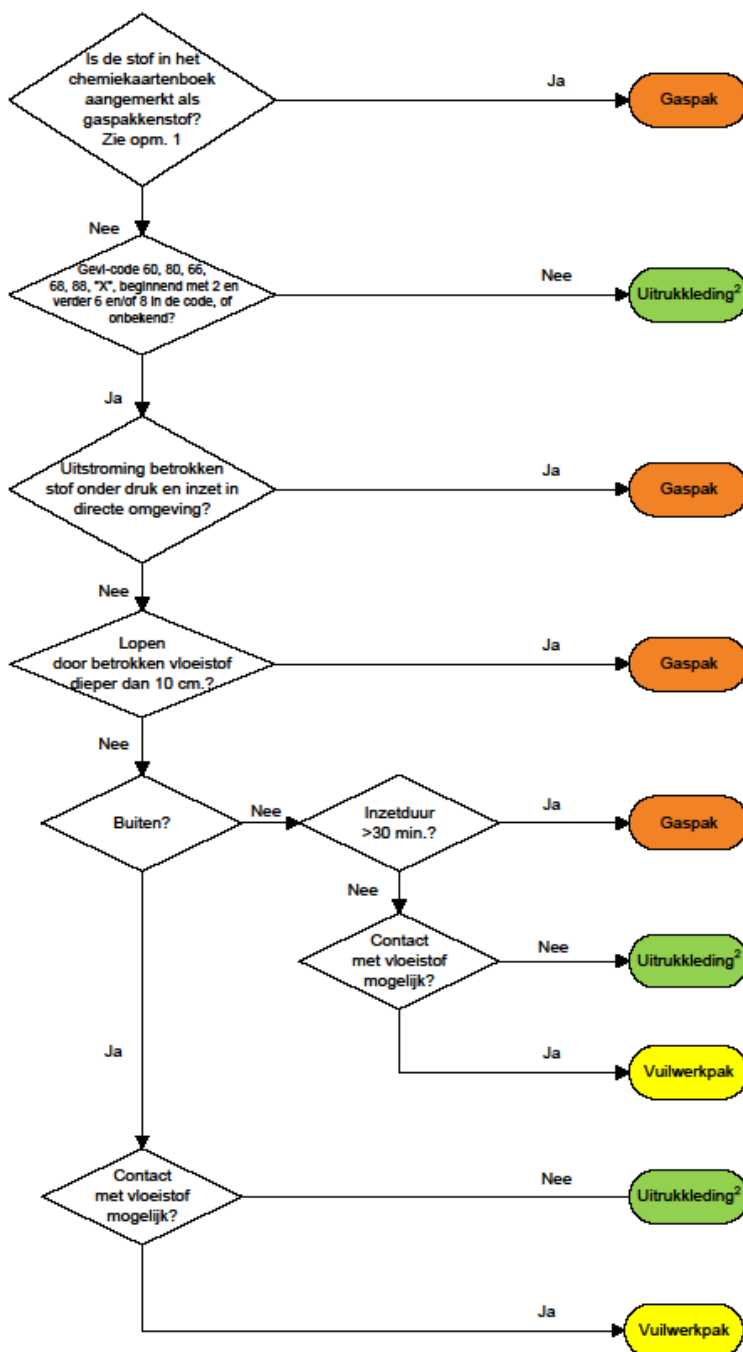 Is de stof in het
chemiekaartenboek
aangemerkt als
gaspakkenstof?
Zie opm. 1
Ja
Gaspak
Nee
Gevi-code 60, 80, 66,
68, 88, "X", beginnend met 2 en
verder 6 en/of 8 in de code, of
onbekend?
Nee
Uitrukkleding²
Ja
Uitstroming betrokken
stof onder druk en inzet in
directe omgeving?
Ja
Gaspak
Nee
Lopen
door betrokken vloeistof
dieper dan 10 cm.?
Ja
Gaspak
Nee
Buiten?
Nee
Inzetduur
>30 min.?
Ja
Gaspak
Nee
Contact
met vloeistof
mogelijk?
Nee
Uitrukkleding²
Ja
Vuilwerkpak
Ja
Contact
met vloeistof
mogelijk?
Nee
Uitrukkleding²
Ja
Vuilwerkpak